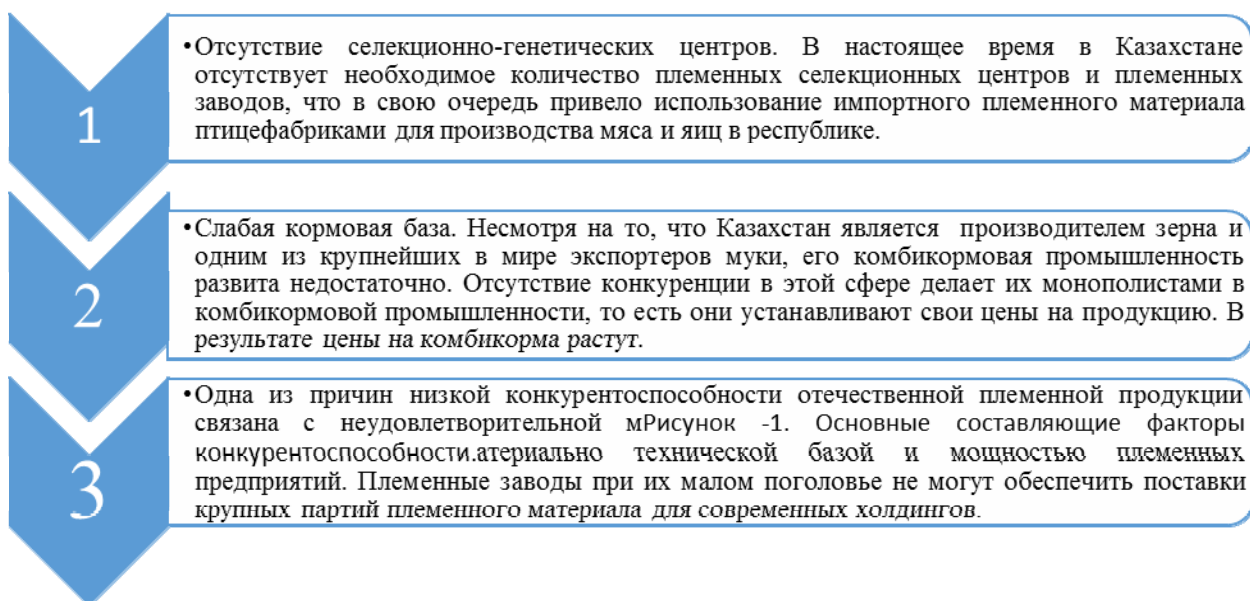 1
•Отсутствие селекционно-генетических центров. В настоящее время в Казахстане
отсутствует необходимое количество племенных селекционных центров и племенных
заводов, что в свою очередь привело использование импортного племенного материала
птицефабриками для производства мяса и яиц в республике.
2
•Слабая кормовая база. Несмотря на то, что Казахстан является производителем зерна и
одним из крупнейших в мире экспортеров муки, его комбикормовая промышленность
развита недостаточно. Отсутствие конкуренции в этой сфере делает их монополистами в
комбикормовой промышленности, то есть они устанавливают свои цены на продукцию. В
результате цены на комбикорма растут.
3
•Одна из причин низкой конкурентоспособности отечественной племенной продукции
связана с неудовлетворительной мРисунок -1. Основные составляющие факторы
конкурентоспособности.атериально технической базой и мощностью племенных
предприятий. Племенные заводы при их малом поголовье не могут обеспечить поставки
крупных партий племенного материала для современных холдингов.